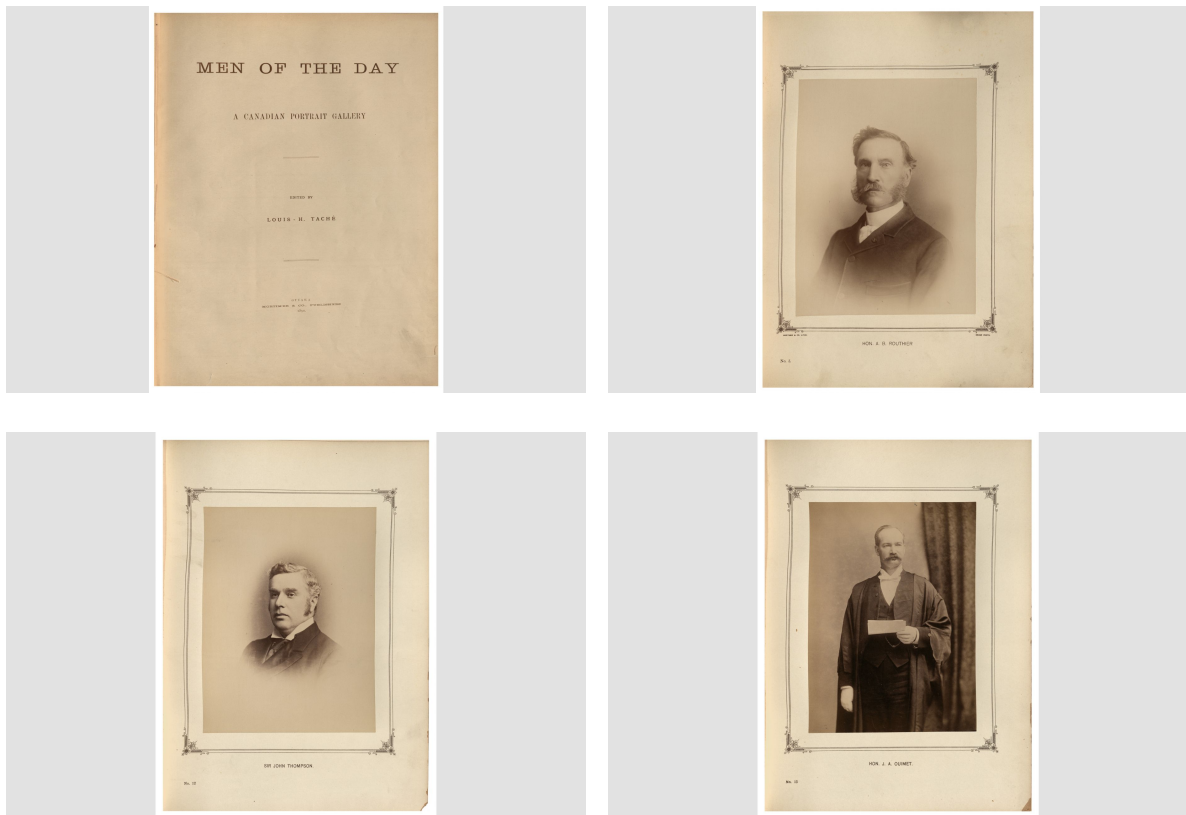 MEN OF THE DAY
A CANADIAN PORTRAIT GALLERY
EDITED BY
LOUIS-H. TACHÉ
HON. A. B. ROUTHIER
SIR JOHN THOMPSON.
HON. J. A. OUIMET.